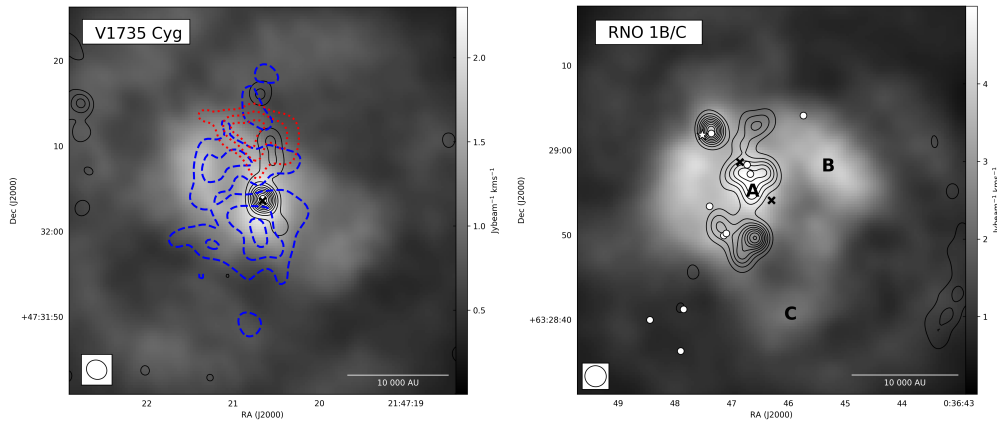 V1735 Cyg
20
10
32:00
+47:31:50
Dec (J2000)
22
21
20
21:47:19
RA (J2000)
10 000 AU
2.0
1.5
1.0
0.5
Jybeam⁻¹ kms⁻¹
RNO 1B/C
10
29:00
50
+63:28:40
Dec (J2000)
A
B
C
49
48
47
46
45
44
0:36:43
RA (J2000)
10 000 AU
4
3
2
1
Jybeam⁻¹ kms⁻¹